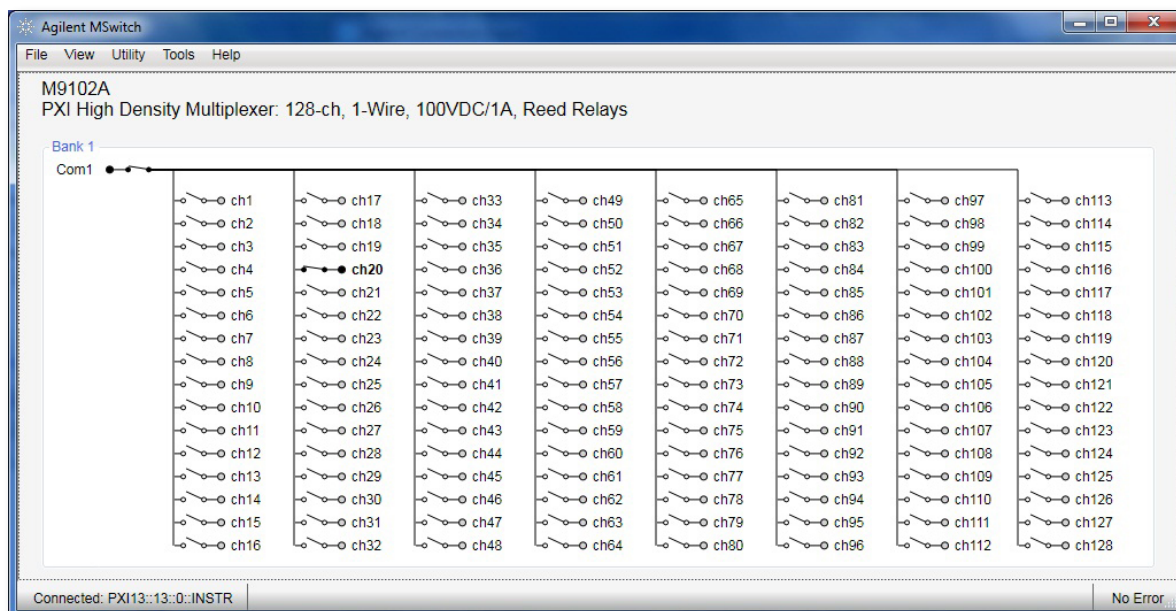 Agilent MSwitch
File View Utility Tools Help
M9102A
PXI High Density Multiplexer: 128-ch, 1-Wire, 100VDC/1A, Reed Relays
Bank 1
Com1
ch1 ch17 ch33 ch49 ch65 ch81 ch97 ch113
ch2 ch18 ch34 ch50 ch66 ch82 ch98 ch114
ch3 ch19 ch35 ch51 ch67 ch83 ch99 ch115
ch4 ch20 ch36 ch52 ch68 ch84 ch100 ch116
ch5 ch21 ch37 ch53 ch69 ch85 ch101 ch117
ch6 ch22 ch38 ch54 ch70 ch86 ch102 ch118
ch7 ch23 ch39 ch55 ch71 ch87 ch103 ch119
ch8 ch24 ch40 ch56 ch72 ch88 ch104 ch120
ch9 ch25 ch41 ch57 ch73 ch89 ch105 ch121
ch10 ch26 ch42 ch58 ch74 ch90 ch106 ch122
ch11 ch27 ch43 ch59 ch75 ch91 ch107 ch123
ch12 ch28 ch44 ch60 ch76 ch92 ch108 ch124
ch13 ch29 ch45 ch61 ch77 ch93 ch109 ch125
ch14 ch30 ch46 ch62 ch78 ch94 ch110 ch126
ch15 ch31 ch47 ch63 ch79 ch95 ch111 ch127
ch16 ch32 ch48 ch64 ch80 ch96 ch112 ch128
Connected: PXI13::13::0::INSTR No Error